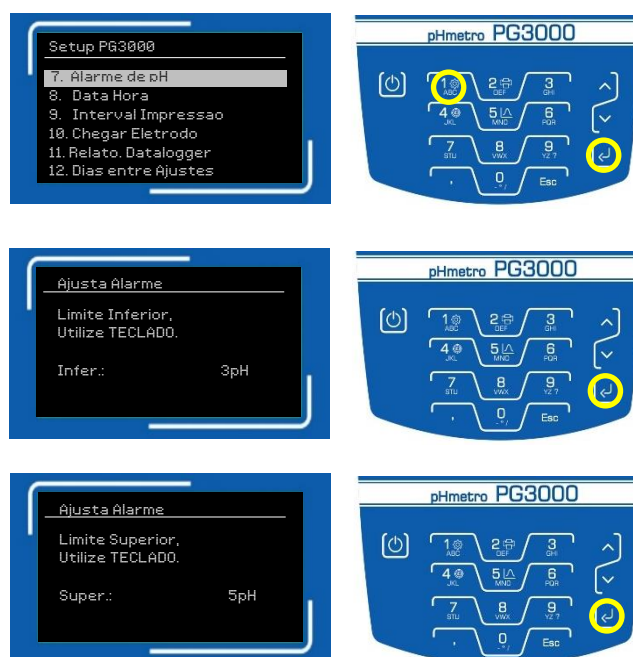 Setup PG3000
7. Alarme de pH
8. Data Hora
9. Interval Impressao
10. Chegar Eletrodo
11. Relato. Datalogger
12. Dias entre Ajustes
pHmetro PG3000
1 2 3
ABC DEF GHI
4 5 6
JKL MNO PQR
7 8 9
STU VWX YZ ?
, 0 Esc
- * /
Ajusta Alarme
Limite Inferior,
Utilize TECLADO.
Infer.: 3pH
pHmetro PG3000
1 2 3
ABC DEF GHI
4 5 6
JKL MNO PQR
7 8 9
STU VWX YZ ?
, 0 Esc
- * /
Ajusta Alarme
Limite Superior,
Utilize TECLADO.
Super.: 5pH
pHmetro PG3000
1 2 3
ABC DEF GHI
4 5 6
JKL MNO PQR
7 8 9
STU VWX YZ ?
, 0 Esc
- * /